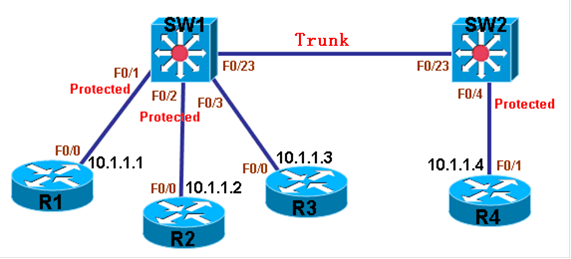 SW1
SW2
Trunk
F0/23
F0/23
F0/1
Protected
F0/2
Protected
F0/3
F0/4
Protected
F0/0
10.1.1.1
R1
F0/0
10.1.1.2
R2
F0/0
10.1.1.3
R3
10.1.1.4
F0/1
R4